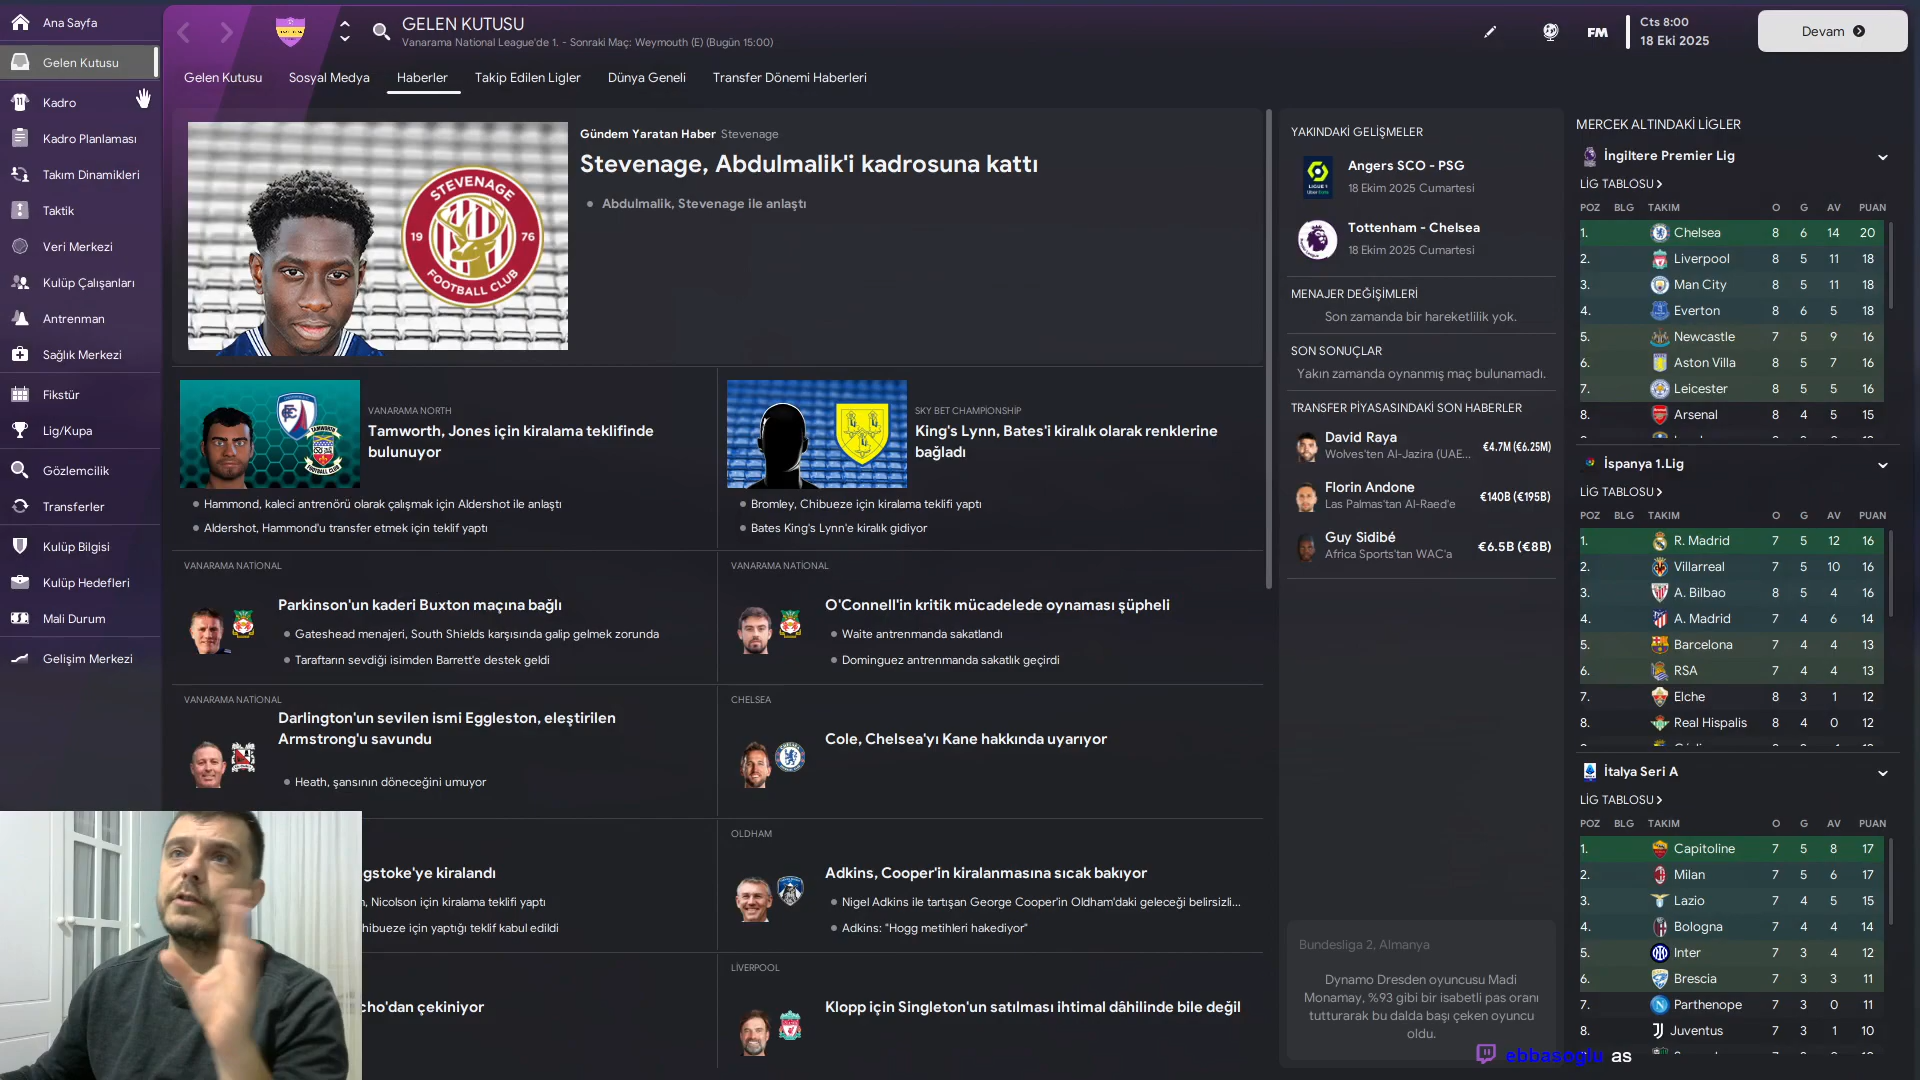 Ana Sayfa
Gelen Kutusu
Kadro
Kadro Planlaması
Takım Dinamikleri
Taktik
Veri Merkezi
Kulüp Çalışanları
Antrenman
Sağlık Merkezi
Fikstür
Lig/Kupa
Gözlemcilik
Transferler
Kulüp Bilgisi
Kulüp Hedefleri
Mali Durum
Gelişim Merkezi
GELEN KUTUSU
Vanarama National League'de 1. - Sonraki Maç: Weymouth (E) (Bugün 15:00)
FM
Cts 8:00
18 Eki 2025
Devam
Gelen Kutusu Sosyal Medya Haberler Takip Edilen Ligler Dünya Geneli Transfer Dönemi Haberleri
STEVENAGE
19 76
FOOTBALL CLUB
Gündem Yaratan Haber Stevenage
Stevenage, Abdulmalik'i kadrosuna kattı
Abdulmalik, Stevenage ile anlaştı
VANARAMA NORTH
Tamworth, Jones için kiralama teklifinde
bulunuyor
Hammond, kaleci antrenörü olarak çalışmak için Aldershot ile anlaştı
Aldershot, Hammond'u transfer etmek için teklif yaptı
SKY BET CHAMPIONSHIP
King's Lynn, Bates'i kiralık olarak renklerine
bağladı
Bromley, Chibueze için kiralama teklifi yaptı
Bates King's Lynn'e kiralık gidiyor
VANARAMA NATİONAL
Parkinson'un kaderi Buxton maçına bağlı
Gateshead menajeri, South Shields karşısında galip gelmek zorunda
Taraftarın sevdiği isimden Barrett'e destek geldi
VANARAMA NATİONAL
O'Connell'in kritik mücadelede oynaması şüpheli
Waite antrenmanda sakatlandı
Dominguez antrenmanda sakatlık geçirdi
VANARAMA NATİONAL
Darlington'un sevilen ismi Eggleston, eleştirilen
Armstrong'u savundu
Heath, şansının döneceğini umuyor
CHELSEA
Cole, Chelsea'yı Kane hakkında uyarıyor
gstoke'ye kiralandı
, Nicolson için kiralama teklifi yaptı
hibueze için yaptığı teklif kabul edildi
OLDHAM
Adkins, Cooper'in kiralanmasına sıcak bakıyor
Nigel Adkins ile tartışan George Cooper'in Oldham'daki geleceği belirsizli...
Adkins: "Hogg metihleri hakediyor"
cho'dan çekiniyor
LİVERPOOL
Klopp için Singleton'un satılması ihtimal dâhilinde bile değil
YAKINDAKİ GELİŞMELER
Angers SCO - PSG
18 Ekim 2025 Cumartesi
Tottenham - Chelsea
18 Ekim 2025 Cumartesi
MENAJER DEĞİŞİMLERİ
Son zamanda bir hareketlilik yok.
SON SONUÇLAR
Yakın zamanda oynanmış maç bulunamadı.
TRANSFER PİYASASINDAKİ SON HABERLER
David Raya
Wolves'ten Al-Jazira (UAE...
€4.7M (€6.25M)
Florin Andone
Las Palmas'tan Al-Raed'e
€140B (€195B)
Guy Sidibé
Africa Sports'tan WAC'a
€6.5B (€8B)
Bundesliga 2, Almanya
Dynamo Dresden oyuncusu Madi
Monamay, %93 gibi bir isabetli pas oranı
tutturarak bu dalda başı çeken oyuncu
oldu.
MERCEK ALTINDAKİ LİGLER
İngiltere Premier Lig
LİG TABLOSU
POZ BLG TAKIM O G AV PUAN
1. Chelsea 8 6 14 20
2. Liverpool 8 5 11 18
3. Man City 8 5 11 18
4. Everton 8 6 5 18
5. Newcastle 7 5 9 16
6. Aston Villa 8 5 7 16
7. Leicester 8 5 5 16
8. Arsenal 8 4 5 15
İspanya 1.Lig
LİG TABLOSU
POZ BLG TAKIM O G AV PUAN
1. R. Madrid 7 5 12 16
2. Villarreal 7 5 10 16
3. A. Bilbao 8 5 4 16
4. A. Madrid 7 4 6 14
5. Barcelona 7 4 4 13
6. RSA 7 4 4 13
7. Elche 8 3 1 12
8. Real Hispalis 8 4 0 12
İtalya Seri A
LİG TABLOSU
POZ BLG TAKIM O G AV PUAN
1. Capitoline 7 5 8 17
2. Milan 7 5 6 17
3. Lazio 7 4 5 15
4. Bologna 7 4 4 14
5. Inter 7 3 4 12
6. Brescia 7 3 3 11
7. Parthenope 7 3 0 11
8. Juventus 7 3 1 10
ebbasoglu as